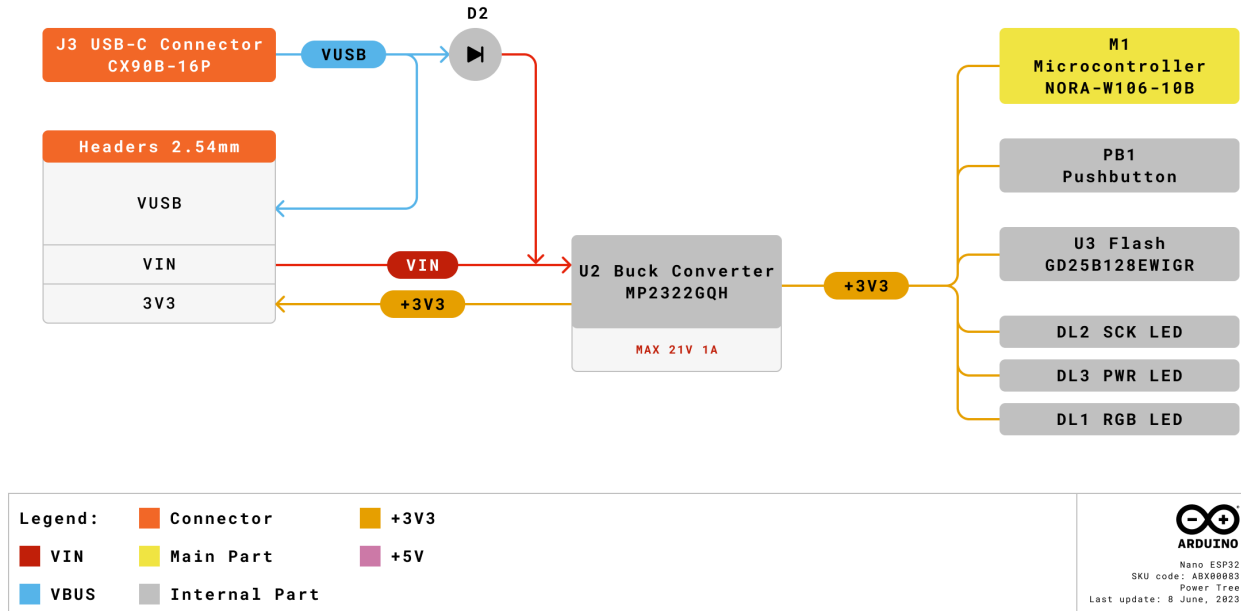 D2
J3 USB-C Connector
CX90B-16P
VUSB
M1
Microcontroller
NORA-W106-10B
Headers 2.54mm
VUSB
VIN
3V3
VIN
+3V3
U2 Buck Converter
MP2322GQH
MAX 21V 1A
+3V3
PB1
Pushbutton
U3 Flash
GD25B128EWIGR
DL2 SCK LED
DL3 PWR LED
DL1 RGB LED
Legend:
VIN
VBUS
Connector
Main Part
Internal Part
+3V3
+5V
ARDUINO
Nano ESP32
SKU code: ABX00083
Power Tree
Last update: 8 June, 2023